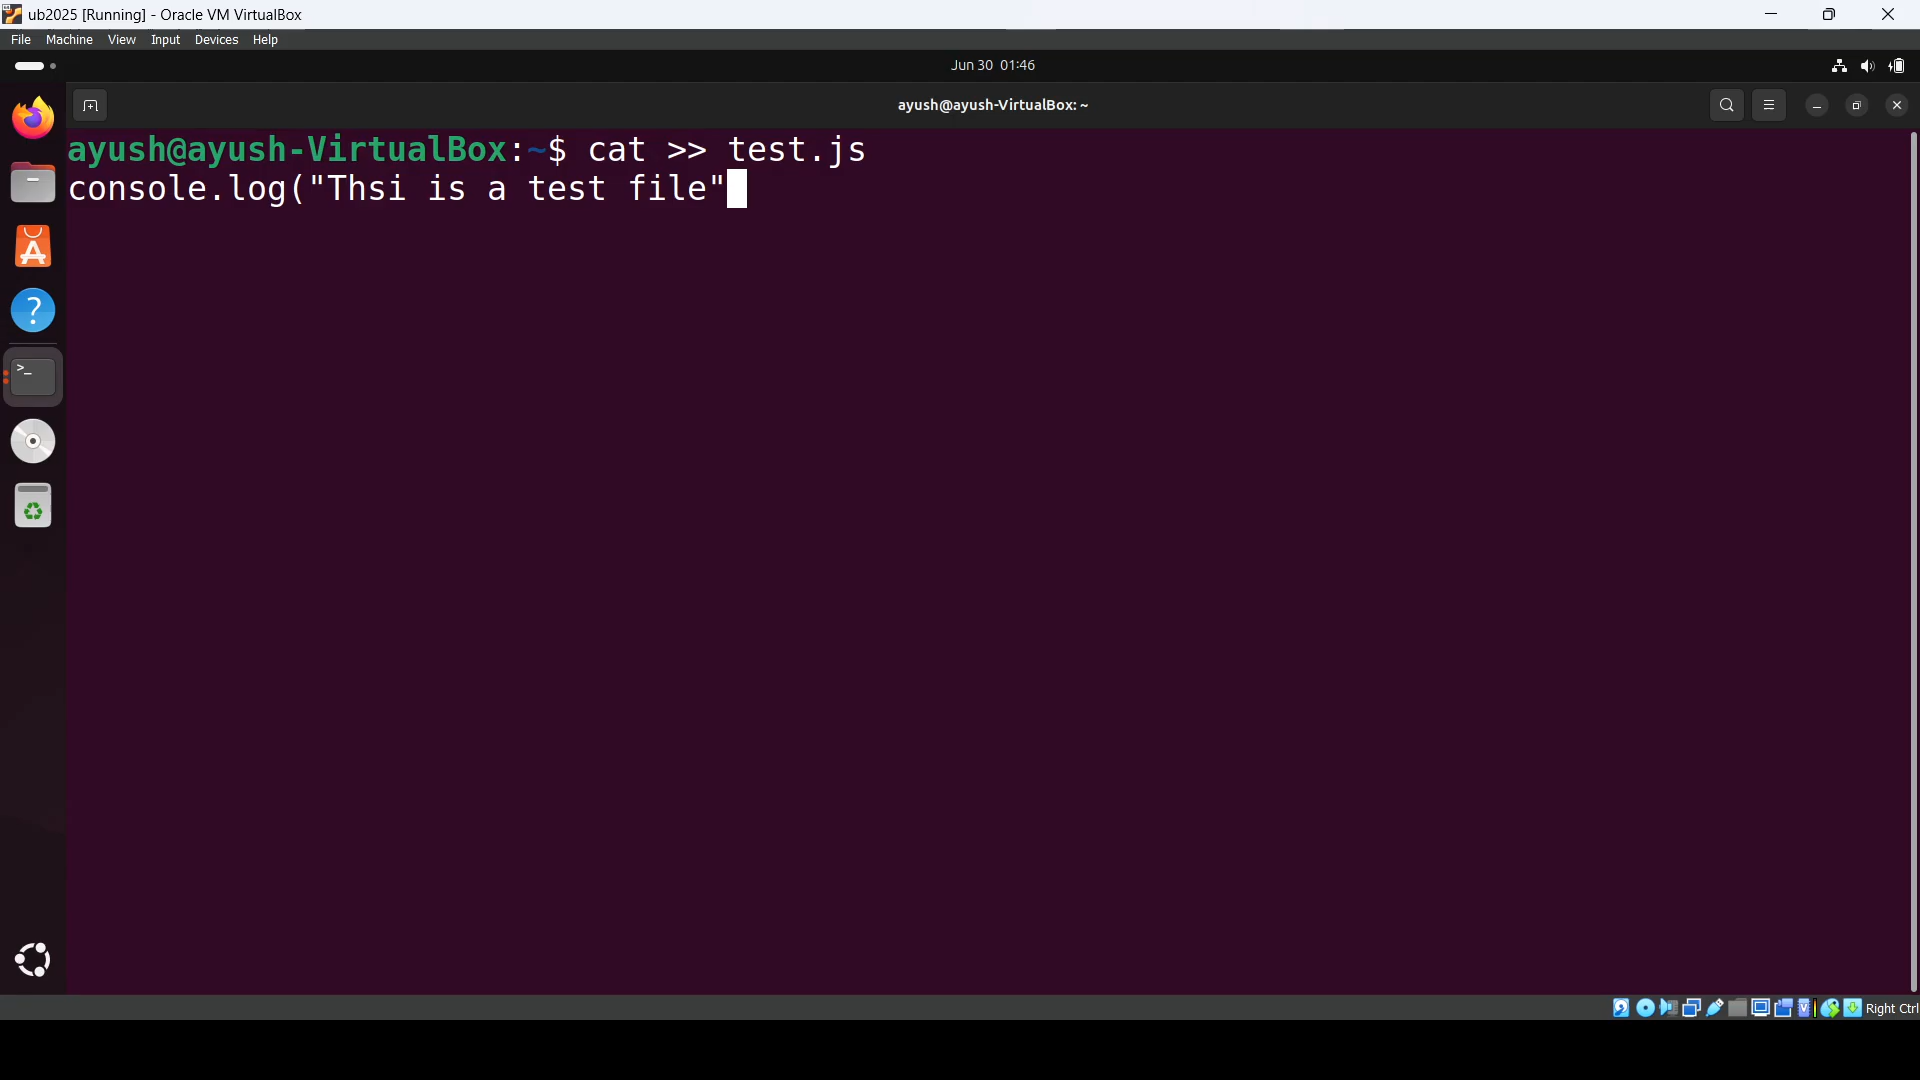 ub2025 [Running] - Oracle VM VirtualBox
File Machine View Input Devices Help
Jun 30 01:46
ayush@ayush-VirtualBox: ~
ayush@ayush-VirtualBox:~$ cat >> test.js
console.log("Thsi is a test file"
Right Ctrl